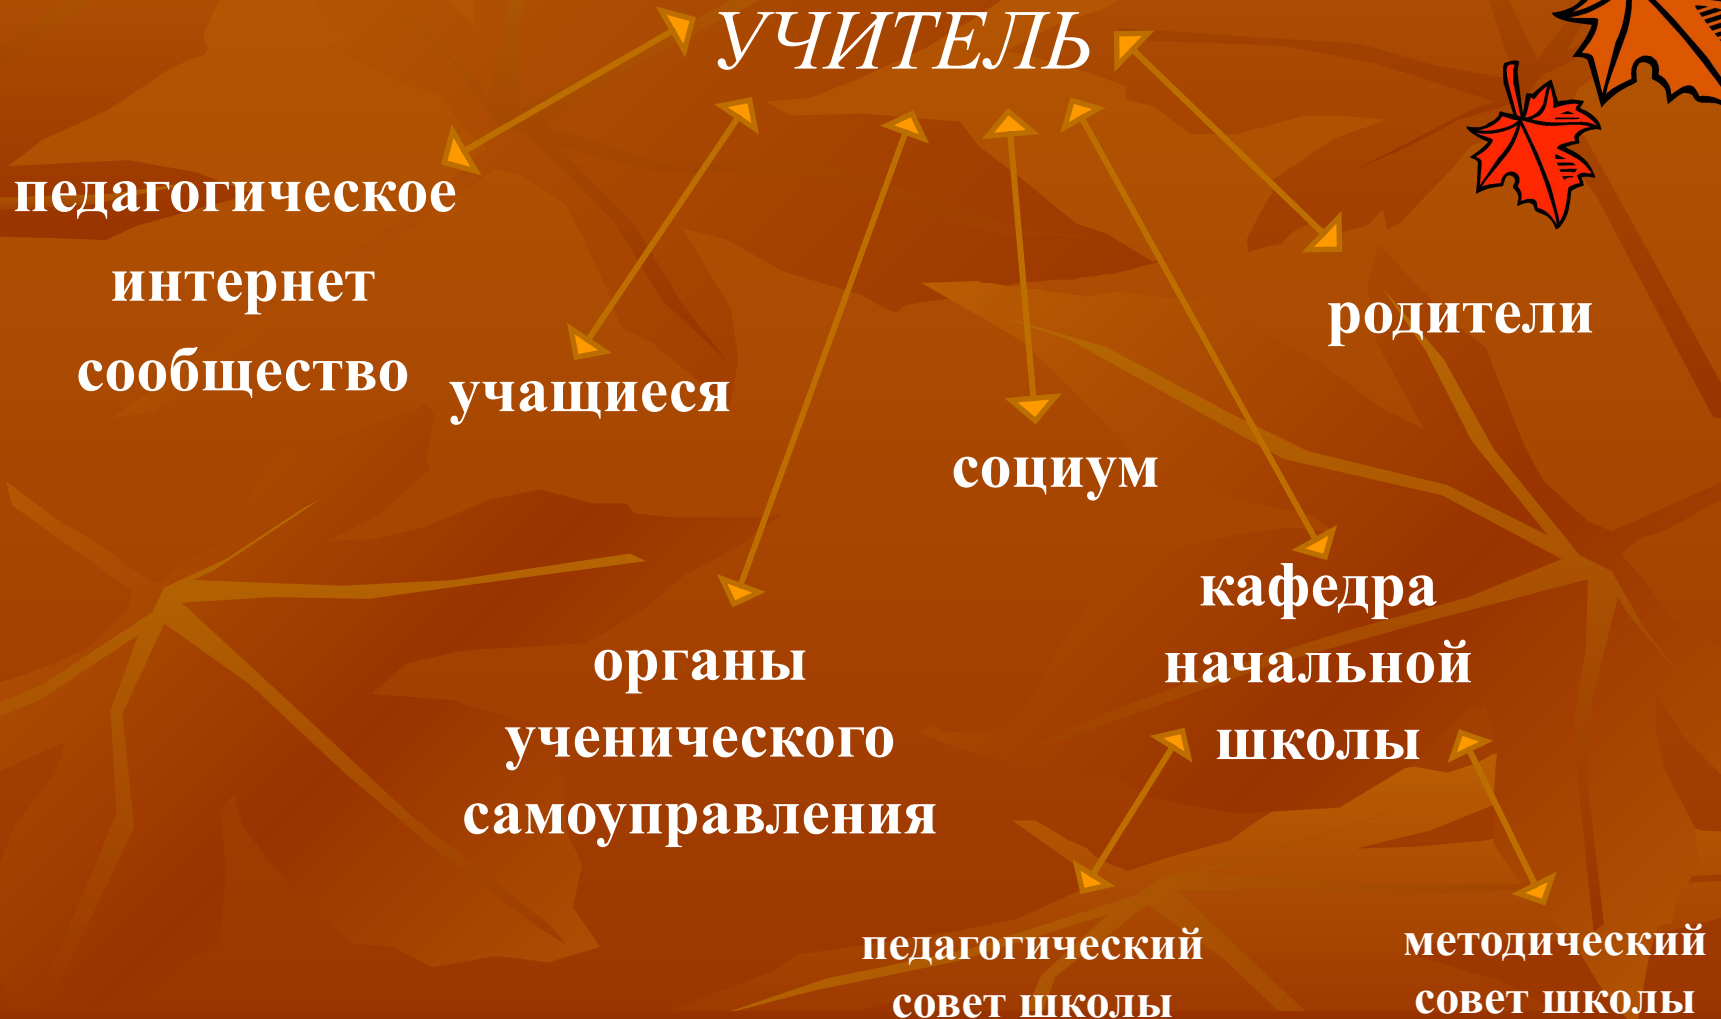 УЧИТЕЛЬ
педагогическое
интернет
сообщество
учащиеся
родители
социум
органы
ученического
самоуправления
кафедра
начальной
школы
педагогический
совет школы
методический
совет школы